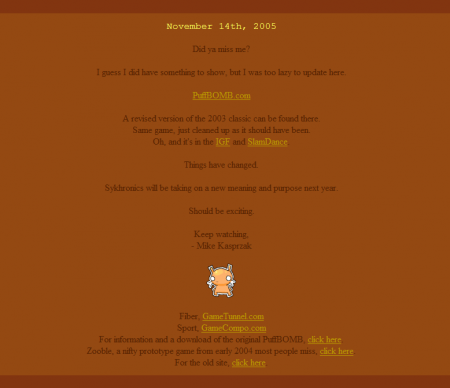 November 14th, 2005
Did ya miss me?
I guess I did have something to show, but I was too lazy to update here.
PuffBOMB.com
A revised version of the 2003 classic can be found there.
Same game, just cleaned up as it should have been.
Oh, and it's in the IGF and SlamDance.
Things have changed.
Sykhronics will be taking on a new meaning and purpose next year.
Should be exciting.
Keep watching,
- Mike Kasprzak
Fiber, GameTunnel.com
Sport, GameCompo.com
For information and a download of the original PuffBOMB, click here
Zooble, a nifty prototype game from early 2004 most people miss, click here
For the old site, click here